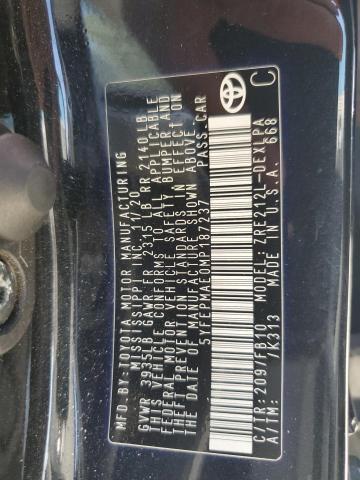 MFD.BY:TOYOTA MOTOR MANUFACTURING
MISSISSIPPI INC. 11/20
GVWR 3935LB GAWR FR 2315 LB RR 2140LB
THIS VEHICLE CONFORMS TO ALL APPLICABLE
FEDERAL MOTOR VEHICLE SAFETY, BUMPER AND
THEFT PREVENTION STANDARDS IN EFFECT ON
THE DATE OF MANUFACTURE SHOWN ABOVE.
5YFEPMAE0MP187237 PASS.CAR
C/TR:209/FB10 ZRE212L-DEXLPA
A/TM: /K313 MADE IN U.S.A. 668
TOYOTA
C